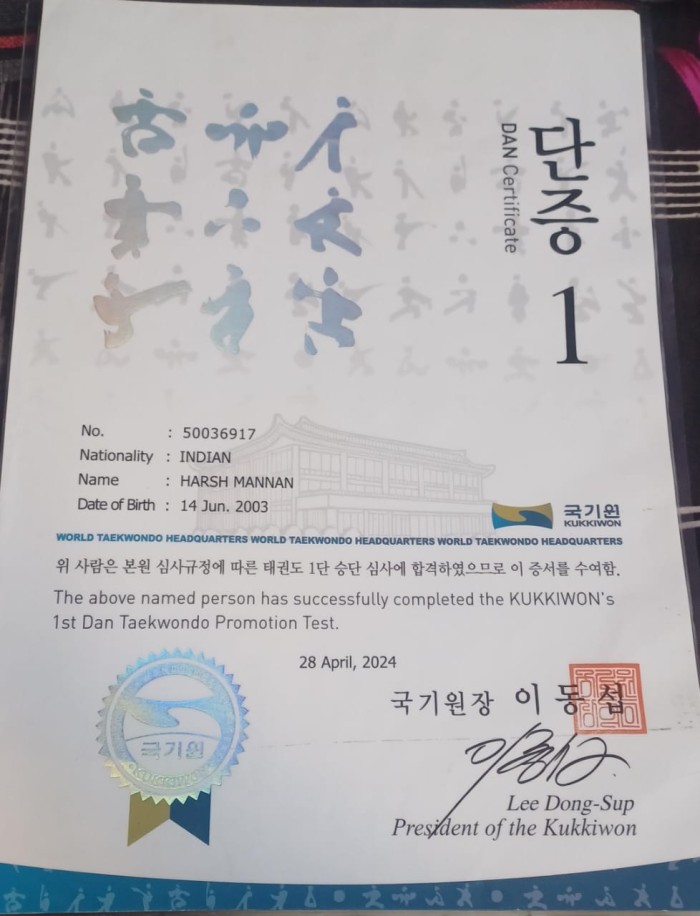 단증
DAN Certificate
1
No. : 50036917
Nationality : INDIAN
Name : HARSH MANNAN
Date of Birth : 14 Jun. 2003
국기원
KUKKIWON
WORLD TAEKWONDO HEADQUARTERS WORLD TAEKWONDO HEADQUARTERS WORLD TAEKWONDO HEADQUARTERS
위 사람은 본원 심사규정에 따른 태권도 1단 승단 심사에 합격하였으므로 이 증서를 수여함.
The above named person has successfully completed the KUKKIWON's
1st Dan Taekwondo Promotion Test.
28 April, 2024
국기원장 이동섭
국기원
KUKKIWON
Lee Dong-Sup
President of the Kukkiwon